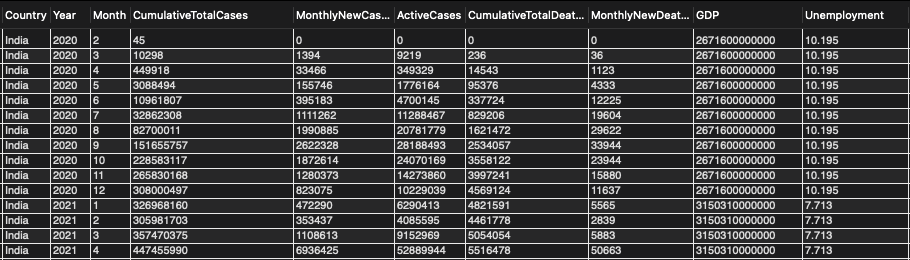 Country Year Month CumulativeTotalCases MonthlyNewCas... ActiveCases CumulativeTotalDeat... MonthlyNewDeat... GDP Unemployment
India 2020 2 45 0 0 0 0 2671600000000 10.195
India 2020 3 10298 1394 9219 236 36 2671600000000 10.195
India 2020 4 449918 33466 349329 14543 1123 2671600000000 10.195
India 2020 5 3088494 155746 1776164 95376 4333 2671600000000 10.195
India 2020 6 10961807 395183 4700145 337724 12225 2671600000000 10.195
India 2020 7 32862308 1111262 11288467 829206 19604 2671600000000 10.195
India 2020 8 82700011 1990885 20781779 1621472 29622 2671600000000 10.195
India 2020 9 151655757 2622328 28188493 2534057 33944 2671600000000 10.195
India 2020 10 228583117 1872614 24070169 3558122 23944 2671600000000 10.195
India 2020 11 265830168 1280373 14273860 3997241 15880 2671600000000 10.195
India 2020 12 308000497 823075 10229039 4569124 11637 2671600000000 10.195
India 2021 1 326968160 472290 6290413 4821591 5565 3150310000000 7.713
India 2021 2 305981703 353437 4085595 4461778 2839 3150310000000 7.713
India 2021 3 357470375 1108613 9152969 5054054 5883 3150310000000 7.713
India 2021 4 447455990 6936425 52889944 5516478 50663 3150310000000 7.713